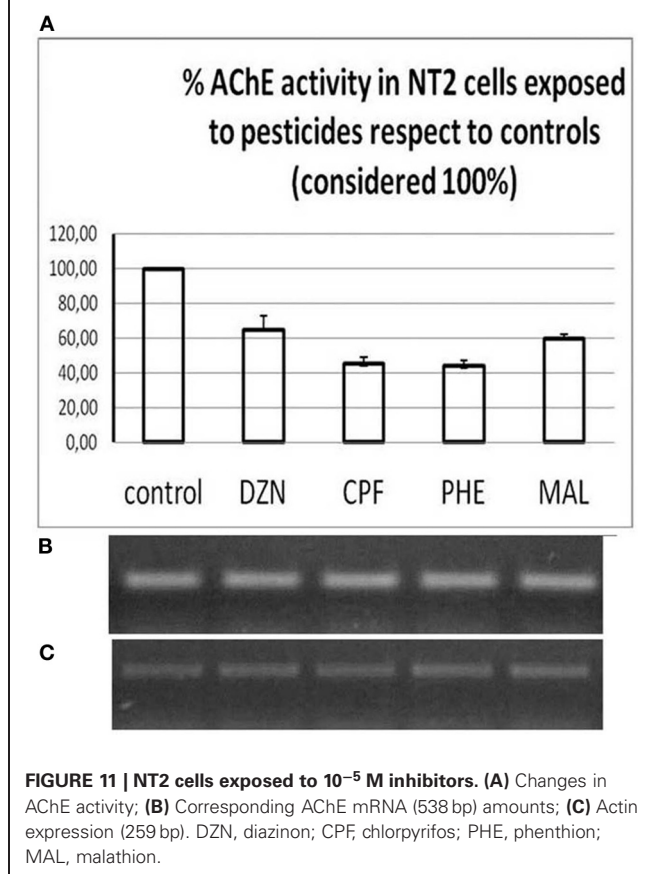 A
% AChE activity in NT2 cells exposed
to pesticides respect to controls
(considered 100%)
120,00
100,00
80,00
60,00
40,00
20,00
0,00
control DZN CPF PHE MAL
B
C
FIGURE 11 | NT2 cells exposed to 10⁻⁵ M inhibitors. (A) Changes in
AChE activity; (B) Corresponding AChE mRNA (538 bp) amounts; (C) Actin
expression (259 bp). DZN, diazinon; CPF, chlorpyrifos; PHE, phenthion;
MAL, malathion.